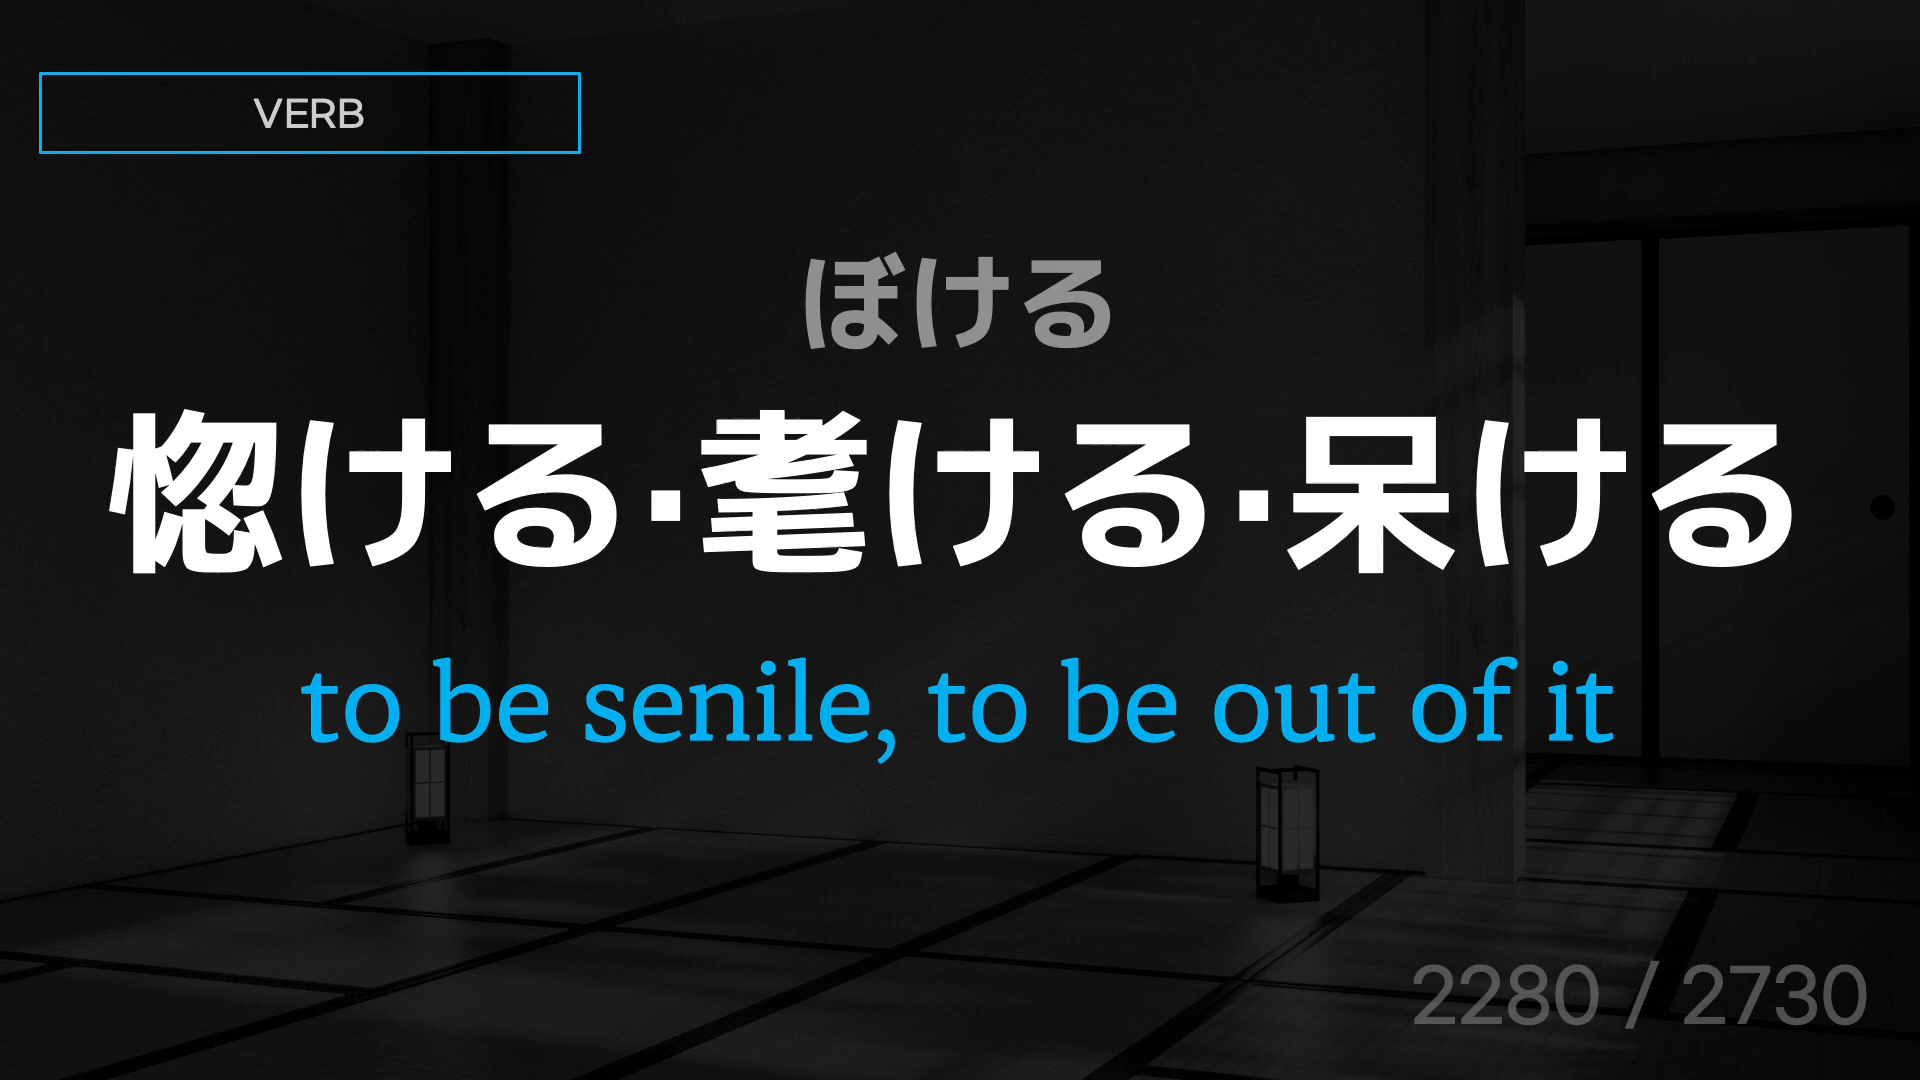 VERB
ぼける
惚ける·耄ける·呆ける
to be senile, to be out of it
2280 / 2730